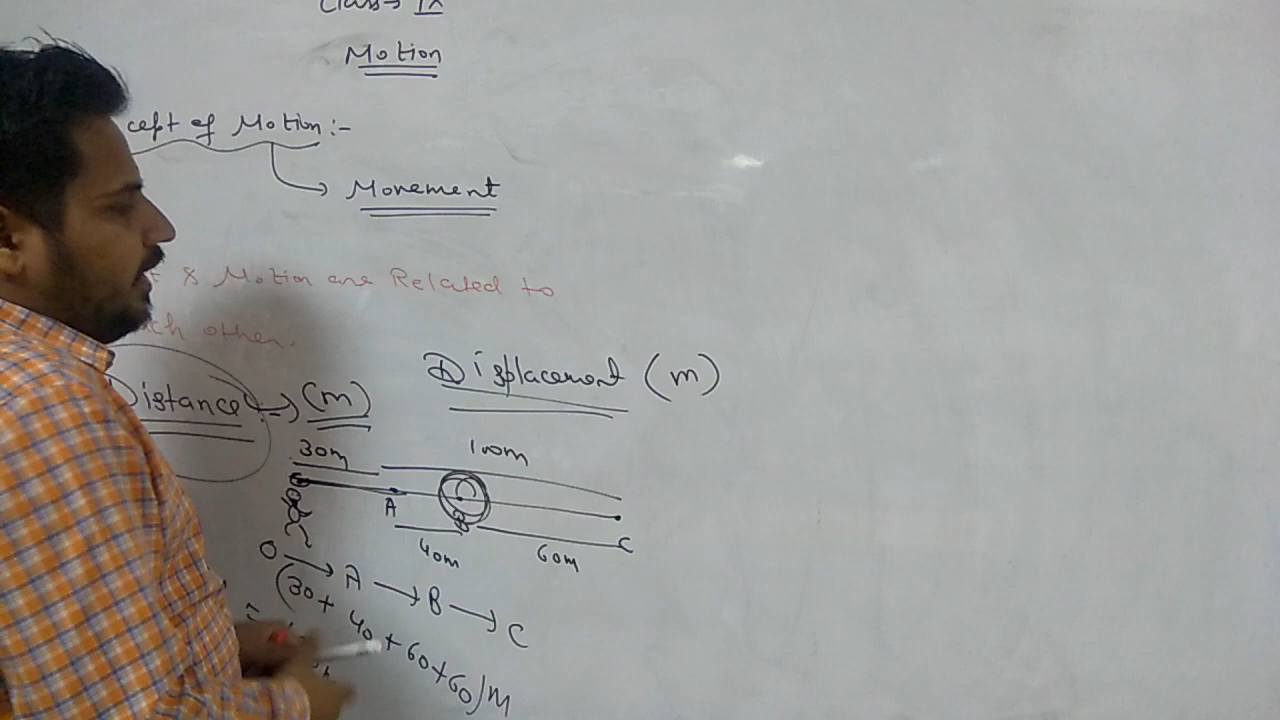 Class → IX
Motion
cept of Motion :-
Movement
& Motion are Related to
ch other.
Distance :- → (m)
Displacement (m)
30m
100m
A
B
C
40m
60m
O → A → B → C
(30 + 40 + 60 + 60) m